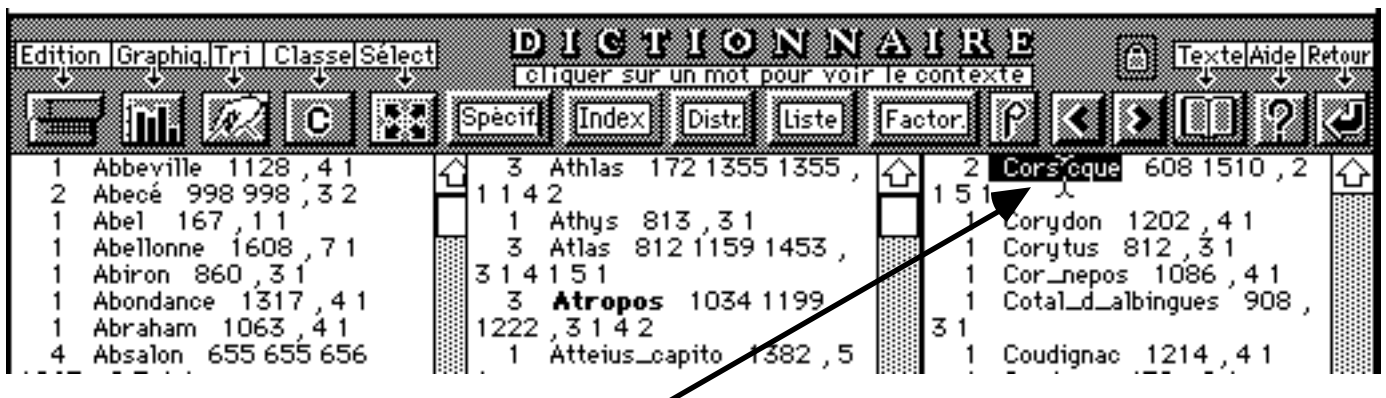 DICTIONNAIRE
Edition Graphiq. Tri Classe Sélect
cliquer sur un mot pour voir le contexte
Texte Aide Retour
C Spècif. Index Distr. Liste Factor. P < > ?
1 Abbeville 1128 , 4 1
2 Abecé 998 998 , 3 2
1 Abel 167 , 1 1
1 Abellonne 1608 , 7 1
1 Abiron 860 , 3 1
1 Abondance 1317 , 4 1
1 Abraham 1063 , 4 1
4 Absalon 655 655 656
3 Athlas 172 1355 1355 ,
1 1 4 2
1 Athys 813 , 3 1
3 Atlas 812 1159 1453 ,
3 1 4 1 5 1
3 Atropos 1034 1199
1222 , 3 1 4 2
1 Atteius_capito 1382 , 5
2 Corsicque 608 1510 , 2
1 5 1
1 Corydon 1202 , 4 1
1 Corytus 812 , 3 1
1 Cor_nepos 1086 , 4 1
1 Cotal_d_albingues 908 ,
3 1
1 Coudignac 1214 , 4 1